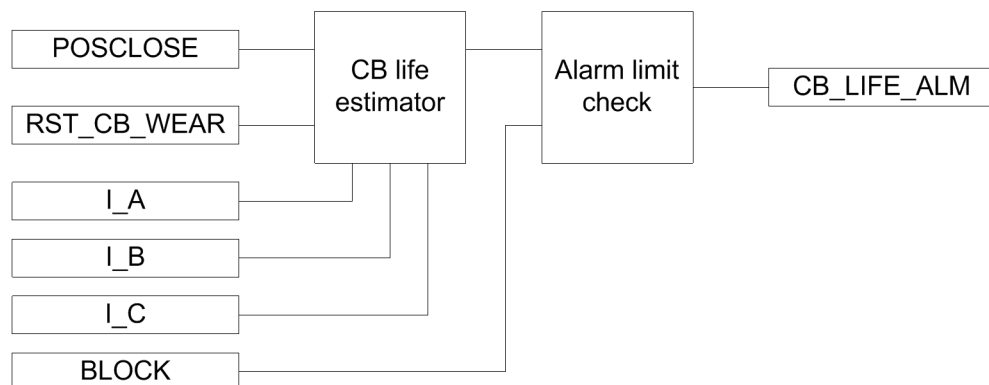 POSCLOSE
RST_CB_WEAR
I_A
I_B
I_C
BLOCK
CB life
estimator
Alarm limit
check
CB_LIFE_ALM